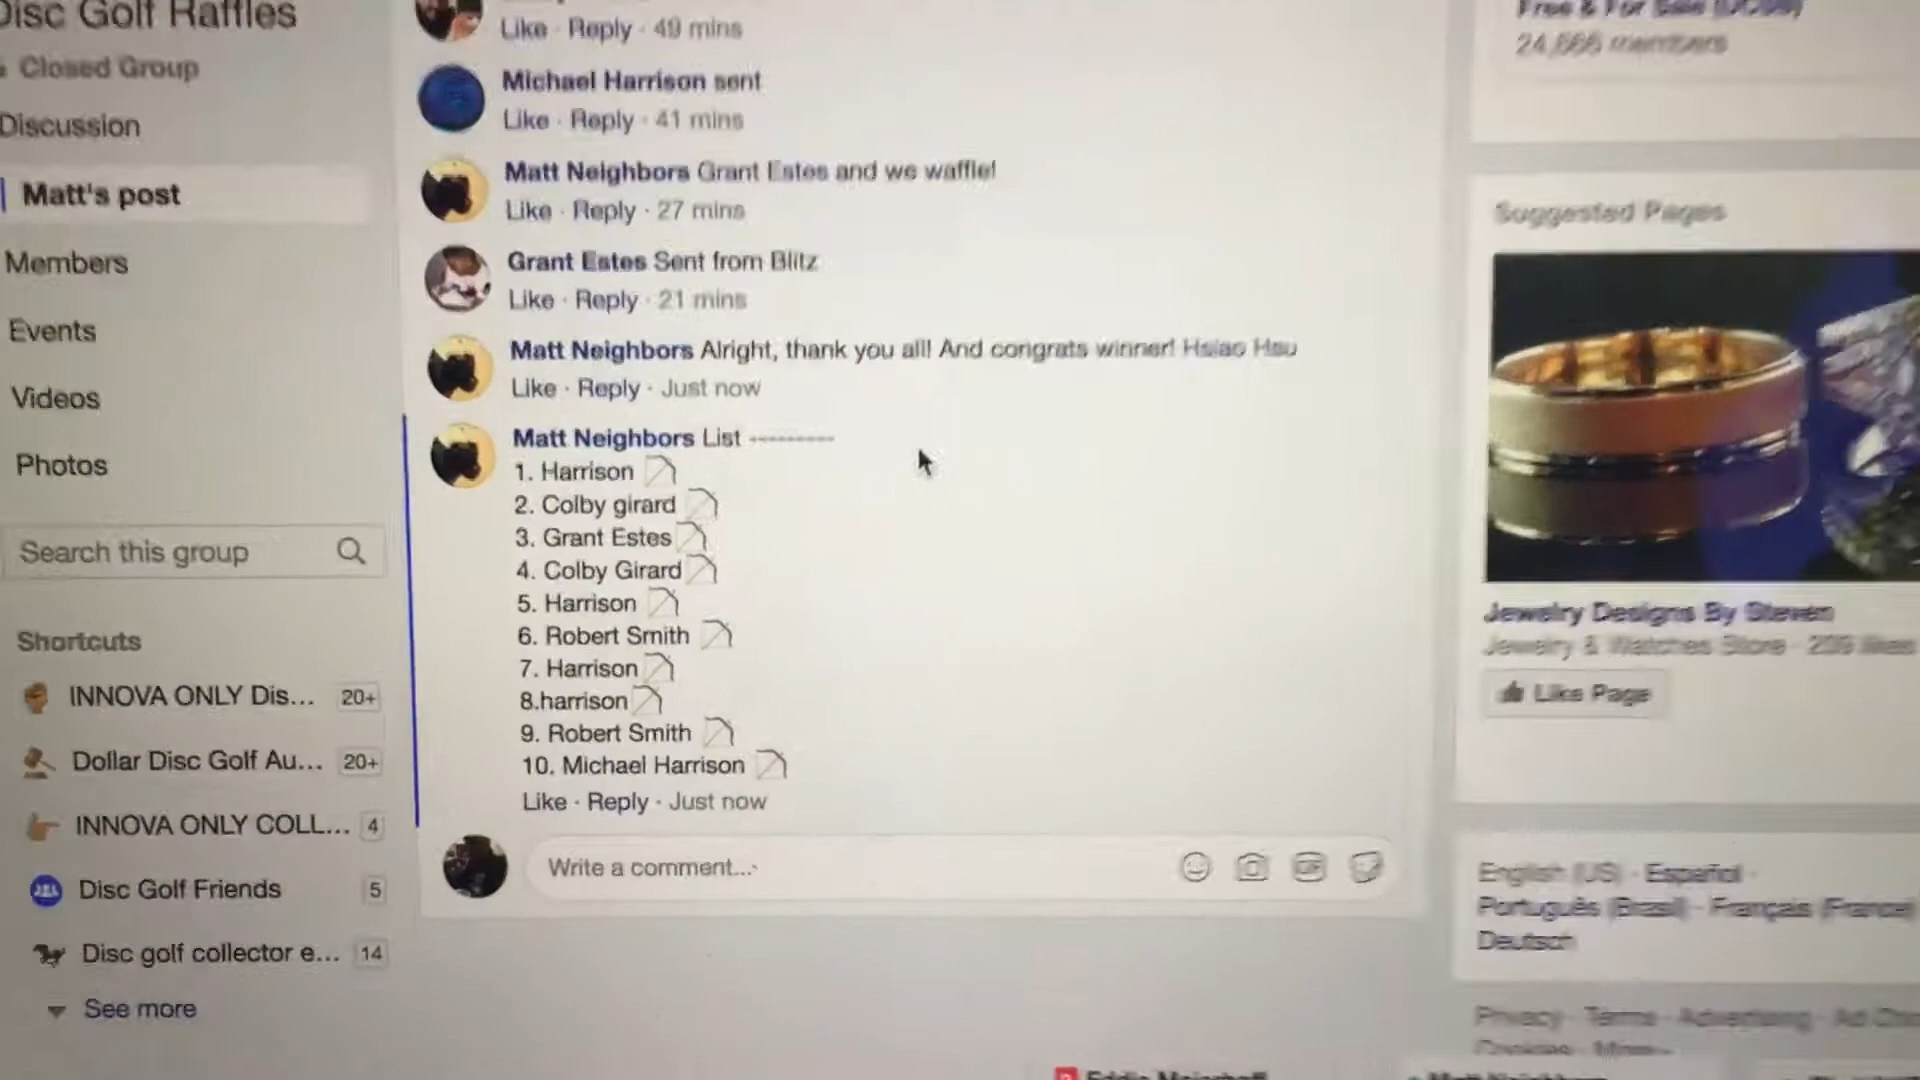 Disc Golf Raffles
Closed Group
Discussion
Matt's post
Members
Events
Videos
Photos
Search this group
Shortcuts
INNOVA ONLY Dis... 20+
Dollar Disc Golf Au... 20+
INNOVA ONLY COLL... 4
Disc Golf Friends 5
Disc golf collector e... 14
See more
Like · Reply · 49 mins
Michael Harrison sent
Like · Reply · 41 mins
Matt Neighbors Grant Estes and we waffle!
Like · Reply · 27 mins
Grant Estes Sent from Blitz
Like · Reply · 21 mins
Matt Neighbors Alright, thank you all! And congrats winner! Hsiao Hsu
Like · Reply · Just now
Matt Neighbors List ---------
1. Harrison
2. Colby girard
3. Grant Estes
4. Colby Girard
5. Harrison
6. Robert Smith
7. Harrison
8.harrison
9. Robert Smith
10. Michael Harrison
Like · Reply · Just now
Write a comment...
Free & For Sale
members
Suggested Pages
Jewelry Designs By Steven
Jewelry & Watches Store · likes
Like Page
English (US) · Español ·
Português (Brasil) · Français (France)
Deutsch
Privacy · Terms · Advertising · Ad
Cookies · More